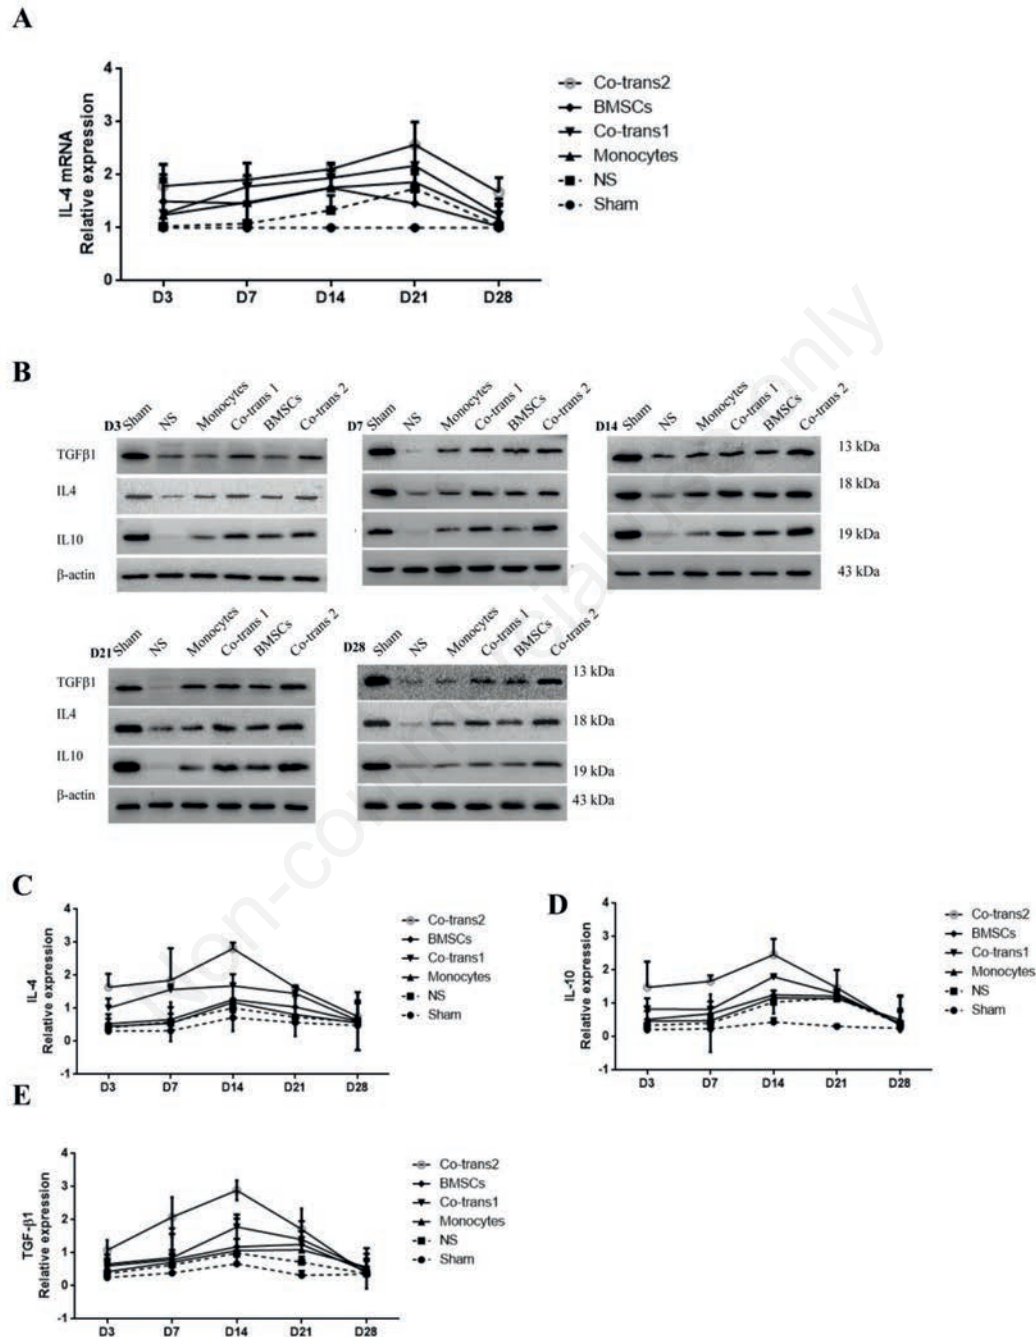 A
4
3
2
1
0
IL-4 mRNA
Relative expression
D3 D7 D14 D21 D28
Co-trans2
BMSCs
Co-trans1
Monocytes
NS
Sham
B
D3 Sham NS Monocytes Co-trans 1 BMSCs Co-trans 2
D7 Sham NS Monocytes Co-trans 1 BMSCs Co-trans 2
D14 Sham NS Monocytes Co-trans 1 BMSCs Co-trans 2
TGFβ1 13 kDa
IL4 18 kDa
IL10 19 kDa
β-actin 43 kDa
D21 Sham NS Monocytes Co-trans 1 BMSCs Co-trans 2
D28 Sham NS Monocytes Co-trans 1 BMSCs Co-trans 2
TGFβ1 13 kDa
IL4 18 kDa
IL10 19 kDa
β-actin 43 kDa
C
4
3
2
1
0
-1
IL-4
Relative expression
D3 D7 D14 D21 D28
Co-trans2
BMSCs
Co-trans1
Monocytes
NS
Sham
D
4
3
2
1
0
-1
IL-10
Relative expression
D3 D7 D14 D21 D28
Co-trans2
BMSCs
Co-trans1
Monocytes
NS
Sham
E
4
3
2
1
0
-1
TGF-β1
Relative expression
D3 D7 D14 D21 D28
Co-trans2
BMSCs
Co-trans1
Monocytes
NS
Sham
Non-commercial use only